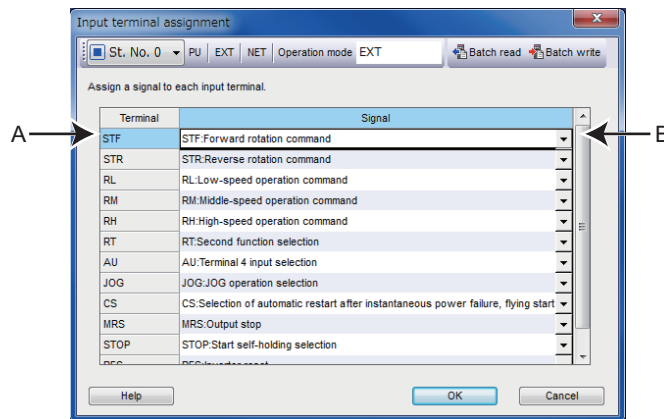 Input terminal assignment
St. No. 0 PU EXT NET Operation mode EXT Batch read Batch write
Assign a signal to each input terminal.
Terminal Signal
A STF STF:Forward rotation command B
STR STR:Reverse rotation command
RL RL:Low-speed operation command
RM RM:Middle-speed operation command
RH RH:High-speed operation command
RT RT:Second function selection
AU AU:Terminal 4 input selection
JOG JOG:JOG operation selection
CS CS:Selection of automatic restart after instantaneous power failure, flying start
MRS MRS:Output stop
STOP STOP:Start self-holding selection
RES RES:Inverter reset
Help OK Cancel